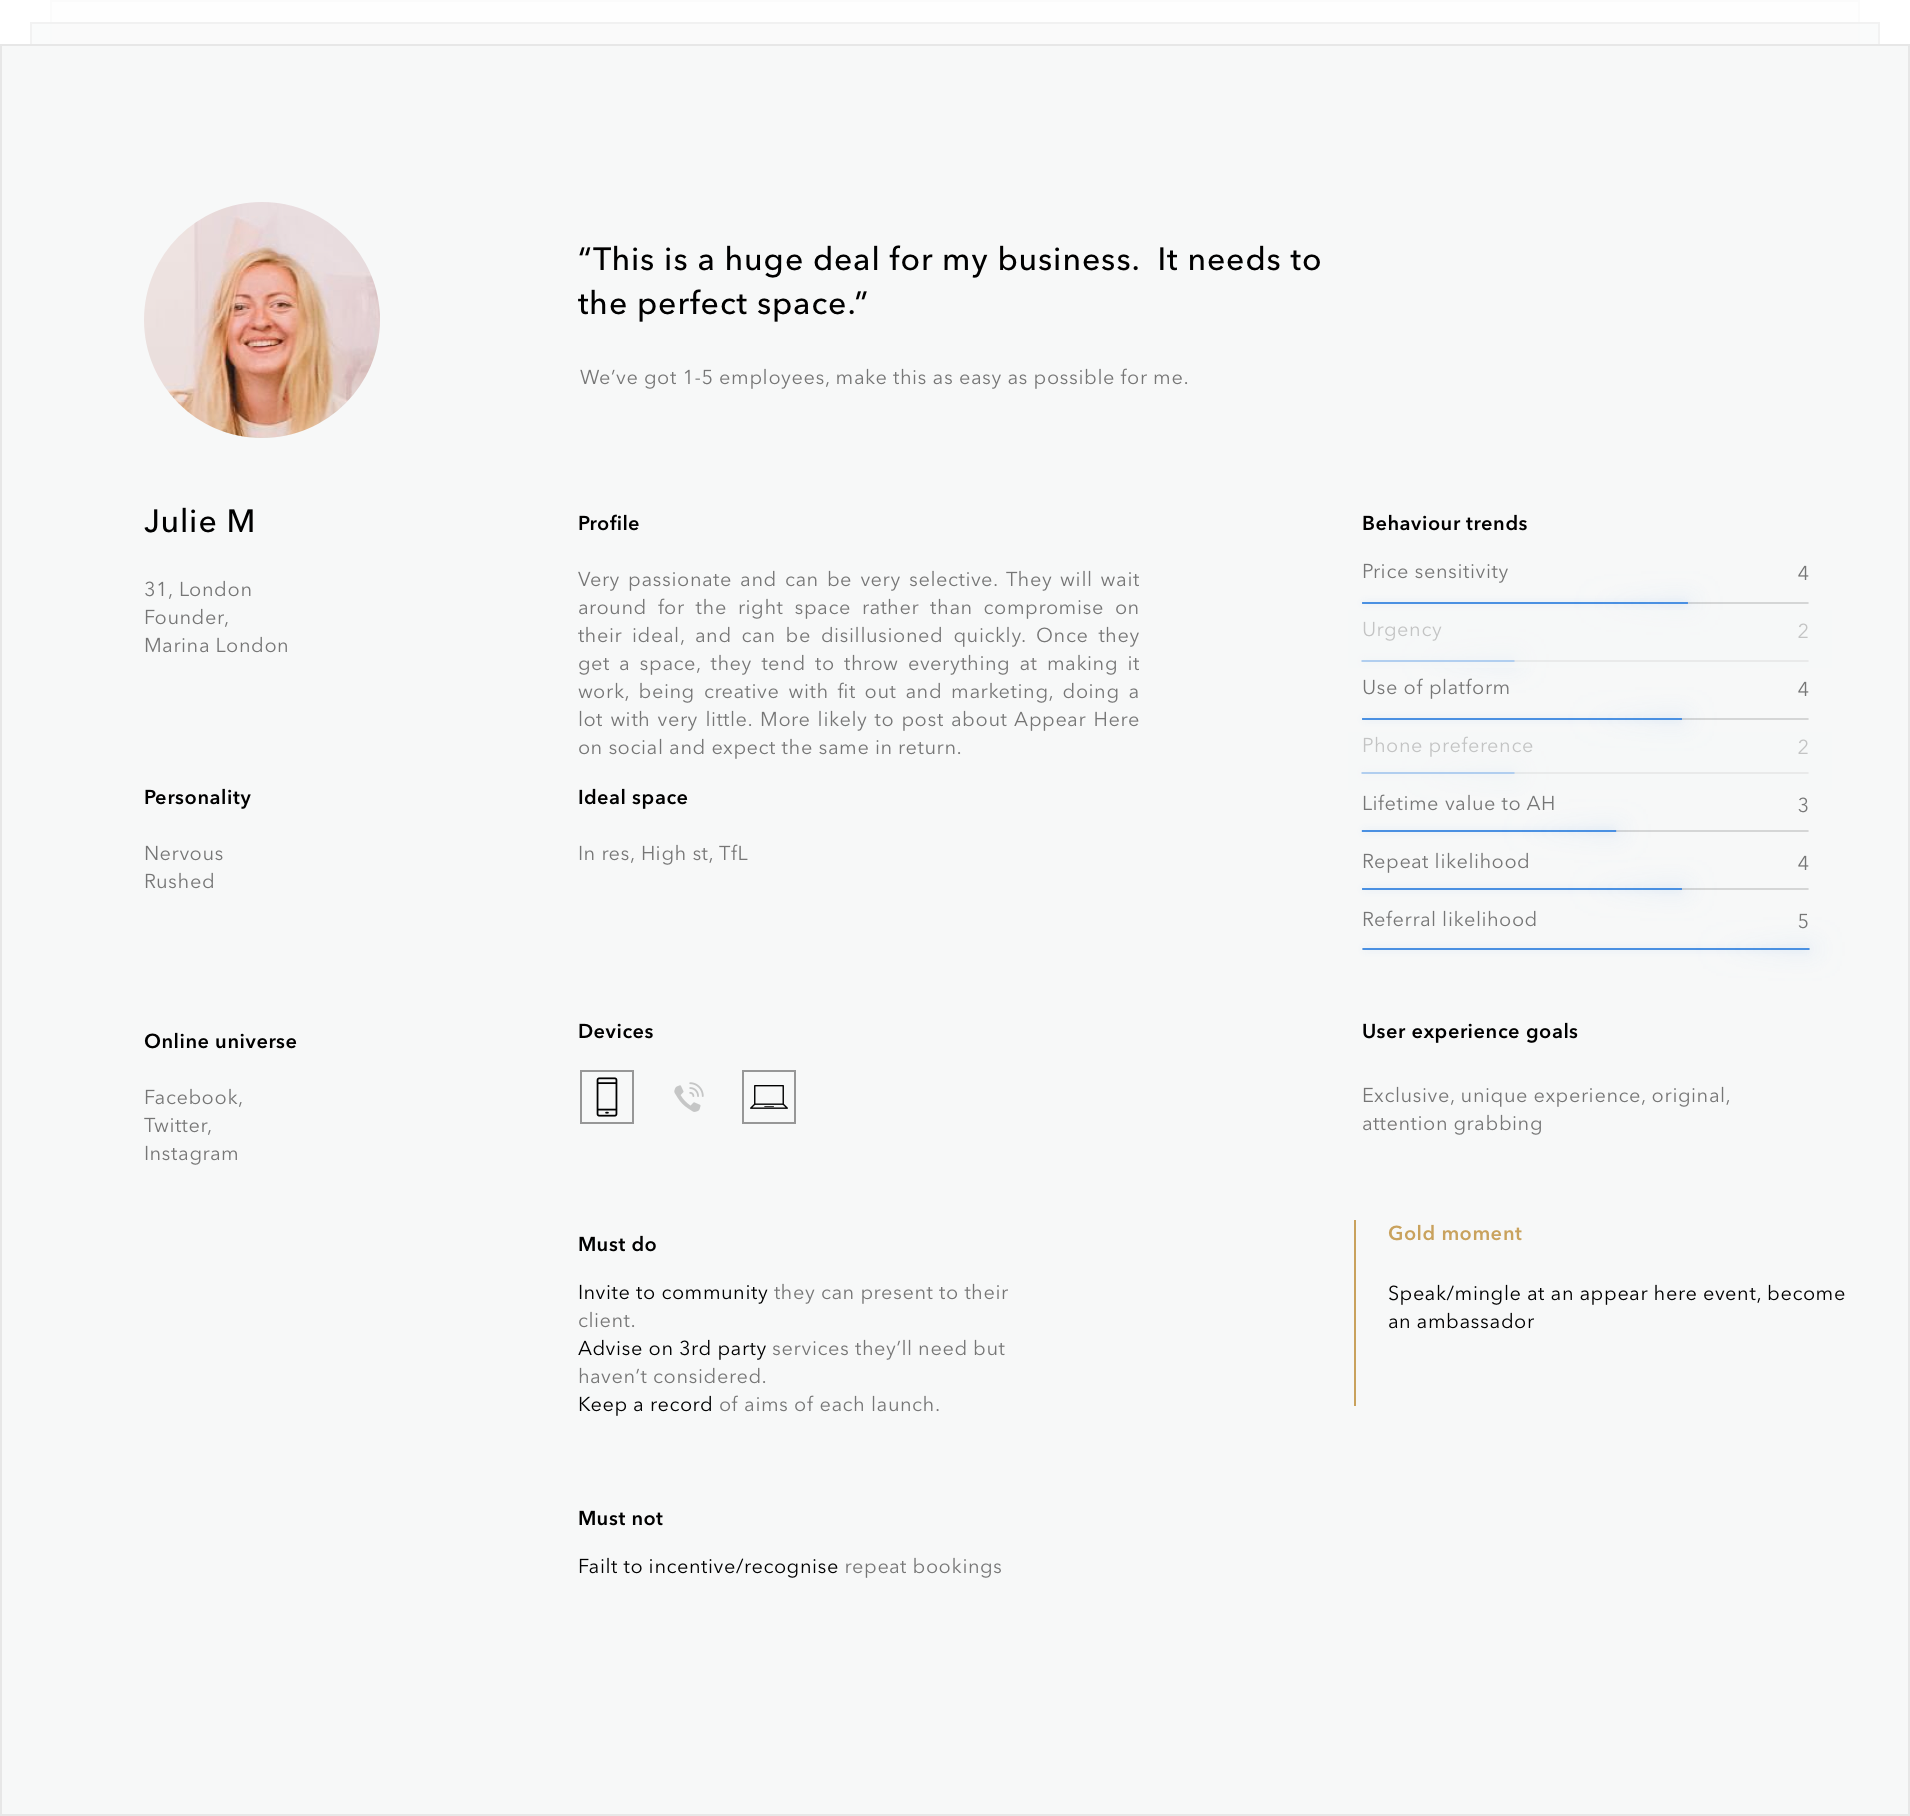 “This is a huge deal for my business.  It needs to
the perfect space.”
We’ve got 1-5 employees, make this as easy as possible for me.
Julie M
31, London
Founder,
Marina London
Personality
Nervous
Rushed
Online universe
Facebook,
Twitter,
Instagram
Profile
Very passionate and can be very selective. They will wait
around for the right space rather than compromise on
their ideal, and can be disillusioned quickly. Once they
get a space, they tend to throw everything at making it
work, being creative with fit out and marketing, doing a
lot with very little. More likely to post about Appear Here
on social and expect the same in return.
Ideal space
In res, High st, TfL
Devices
Must do
Invite to community they can present to their
client.
Advise on 3rd party services they’ll need but
haven’t considered.
Keep a record of aims of each launch.
Must not
Failt to incentive/recognise repeat bookings
Behaviour trends
Price sensitivity 4
Urgency 2
Use of platform 4
Phone preference 2
Lifetime value to AH 3
Repeat likelihood 4
Referral likelihood 5
User experience goals
Exclusive, unique experience, original,
attention grabbing
Gold moment
Speak/mingle at an appear here event, become
an ambassador